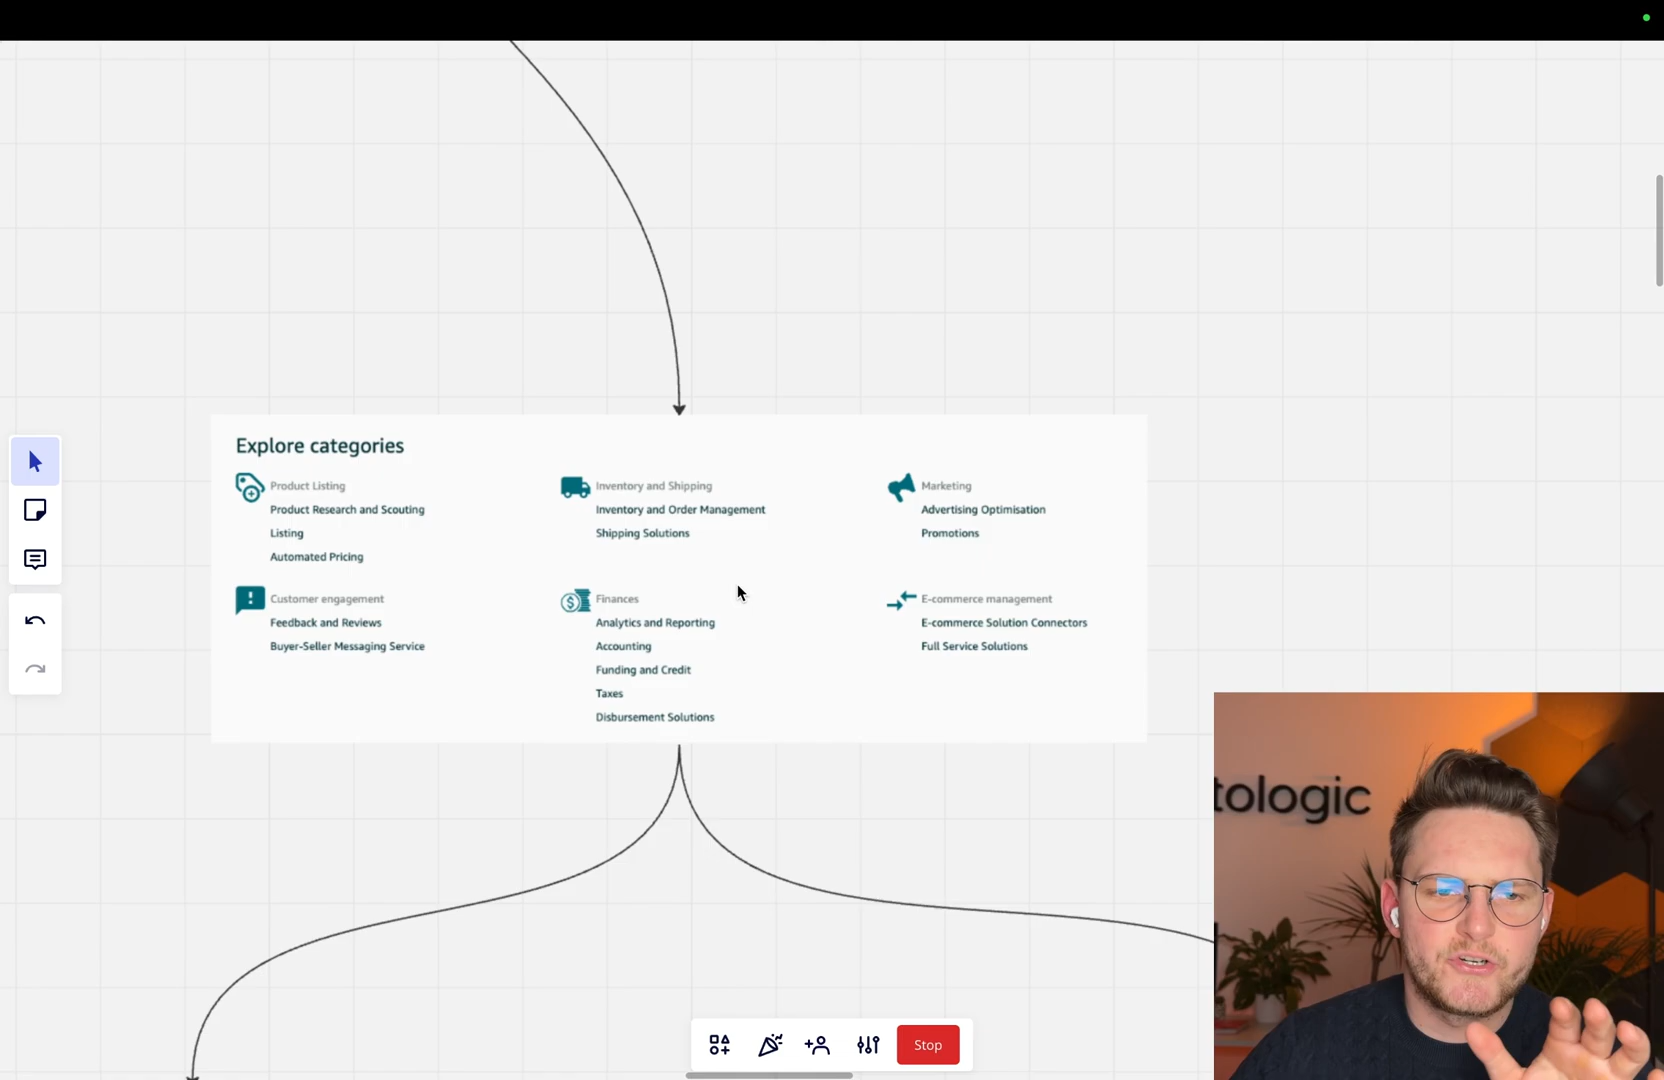 Explore categories
Product Listing
Product Research and Scouting
Listing
Automated Pricing
Inventory and Shipping
Inventory and Order Management
Shipping Solutions
Marketing
Advertising Optimisation
Promotions
Customer engagement
Feedback and Reviews
Buyer-Seller Messaging Service
Finances
Analytics and Reporting
Accounting
Funding and Credit
Taxes
Disbursement Solutions
E-commerce management
E-commerce Solution Connectors
Full Service Solutions
tologic
Stop